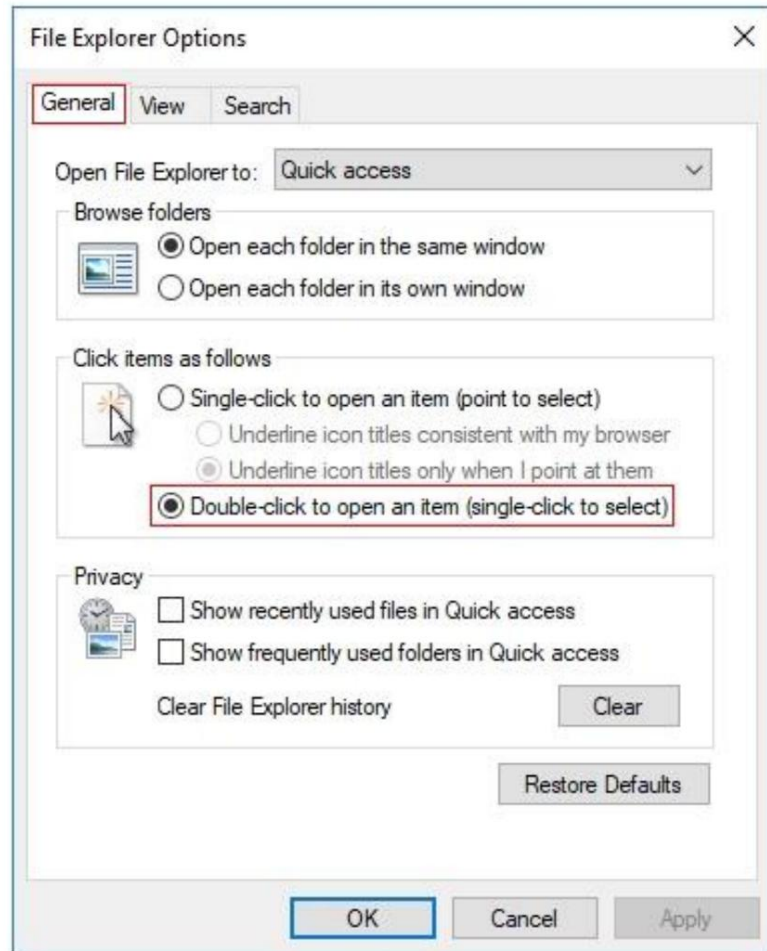 File Explorer Options
General View Search
Open File Explorer to: Quick access
Browse folders
Open each folder in the same window
Open each folder in its own window
Click items as follows
Single-click to open an item (point to select)
Underline icon titles consistent with my browser
Underline icon titles only when I point at them
Double-click to open an item (single-click to select)
Privacy
Show recently used files in Quick access
Show frequently used folders in Quick access
Clear File Explorer history Clear
Restore Defaults
OK Cancel Apply